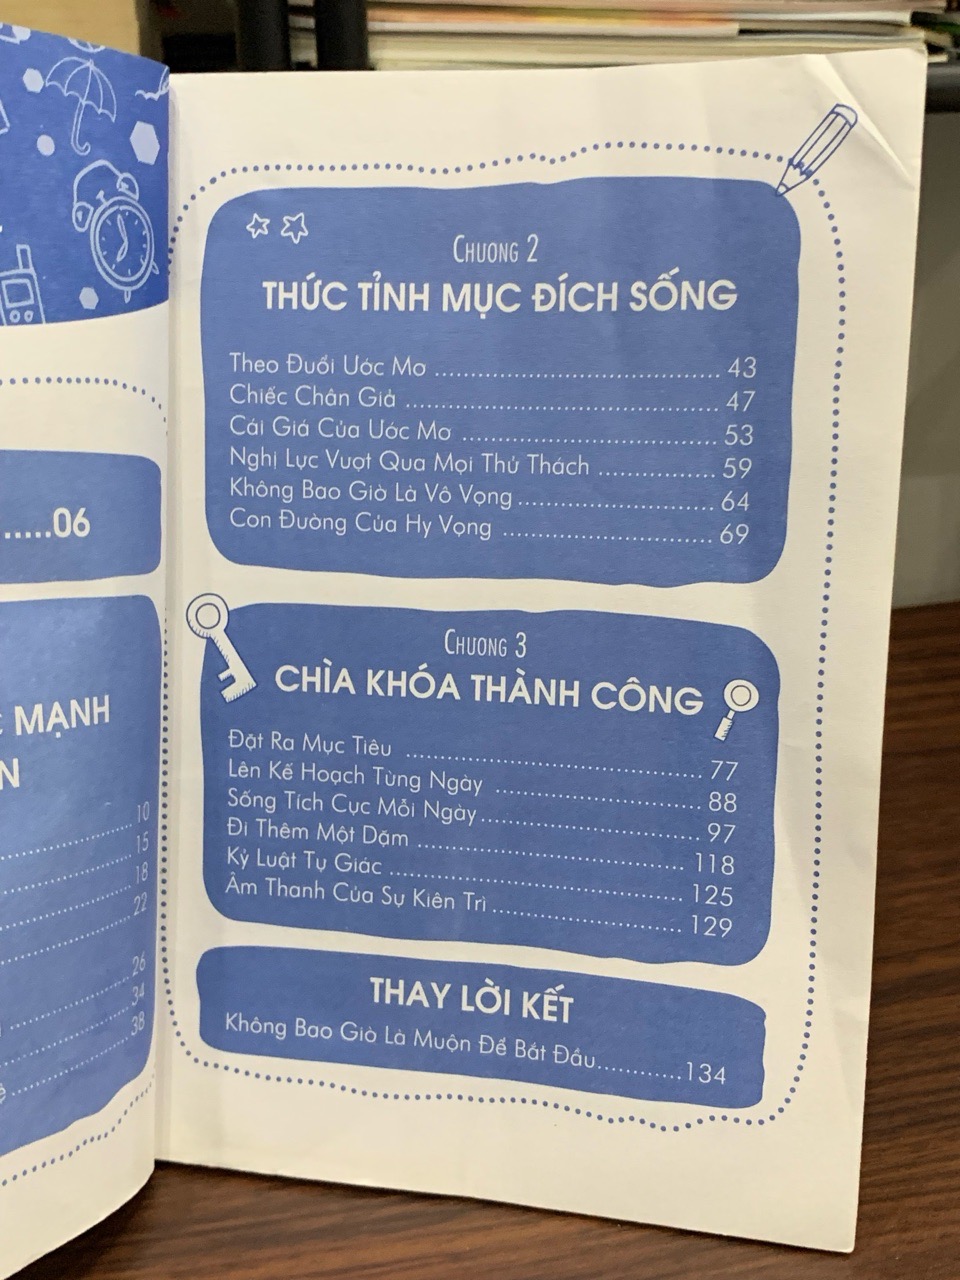 ......06
MẠNH
10
15
18
22
26
34
38
CHƯƠNG 2
THỨC TỈNH MỤC ĐÍCH SỐNG
Theo Đuổi Ước Mơ ........................................ 43
Chiếc Chân Giả ............................................ 47
Cái Giá Của Ước Mơ .................................... 53
Nghị Lực Vượt Qua Mọi Thử Thách ................ 59
Không Bao Giờ Là Vô Vọng ............................ 64
Con Đường Của Hy Vọng .............................. 69
CHƯƠNG 3
CHÌA KHÓA THÀNH CÔNG
Đặt Ra Mục Tiêu .......................................... 77
Lên Kế Hoạch Từng Ngày ............................. 88
Sống Tích Cực Mỗi Ngày ............................... 97
Đi Thêm Một Dặm ....................................... 118
Kỷ Luật Tự Giác .......................................... 125
Âm Thanh Của Sự Kiên Trì ........................... 129
THAY LỜI KẾT
Không Bao Giờ Là Muộn Để Bắt Đầu............134